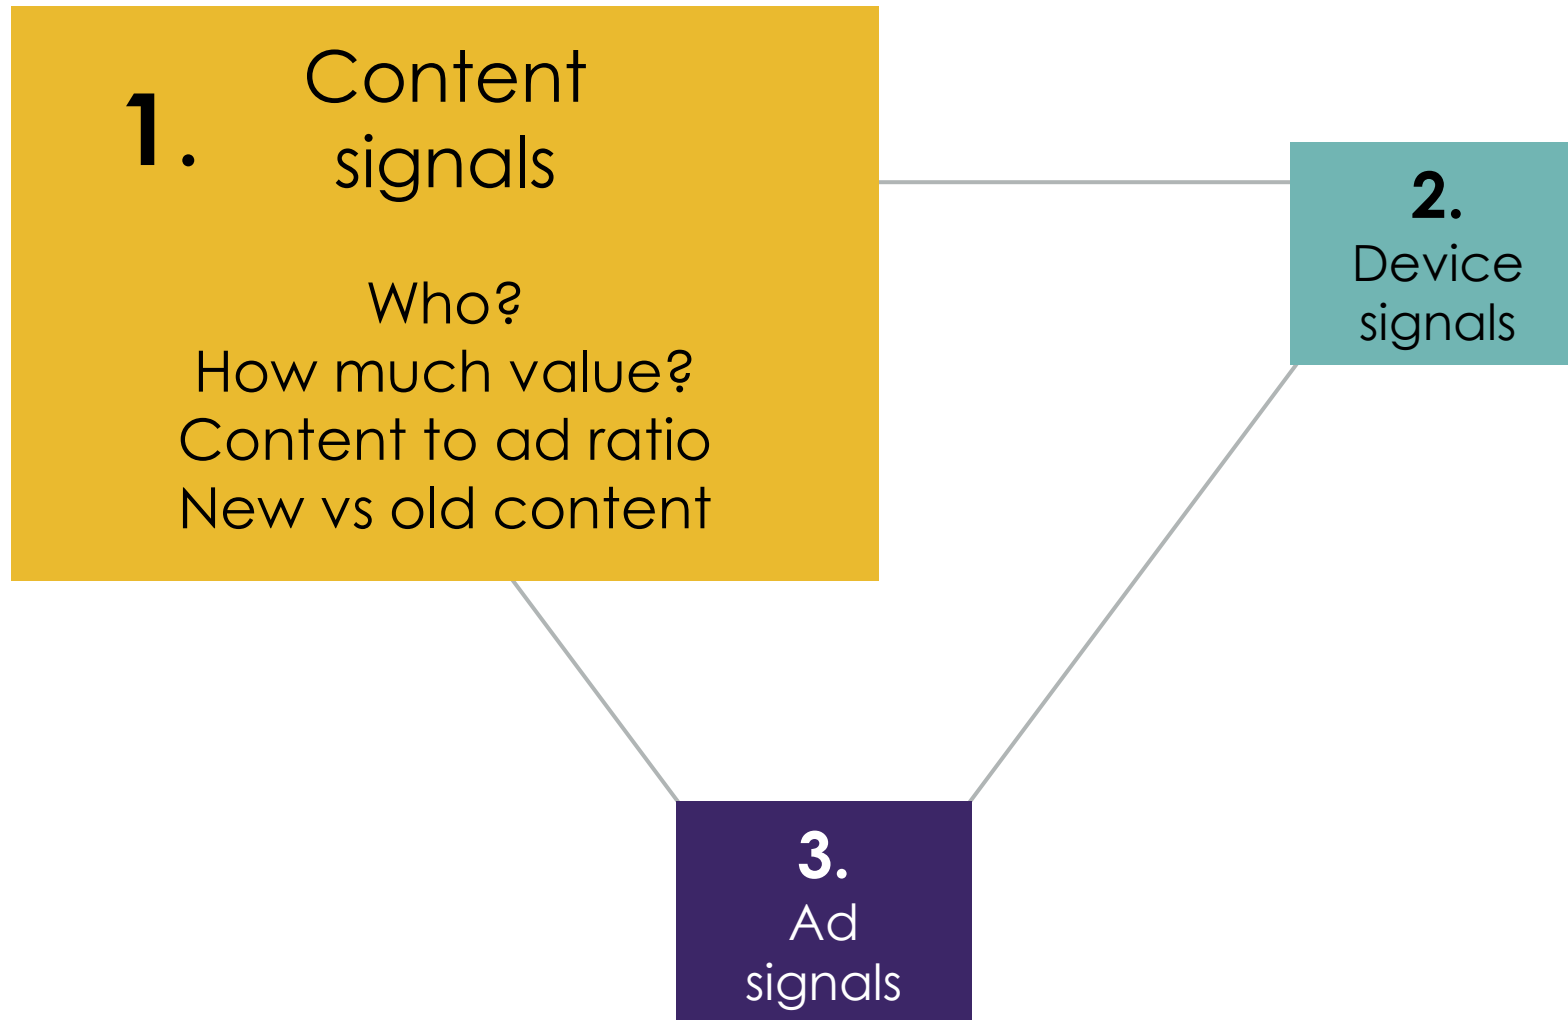 1. Content
signals
Who?
How much value?
Content to ad ratio
New vs old content
2.
Device
signals
3.
Ad
signals